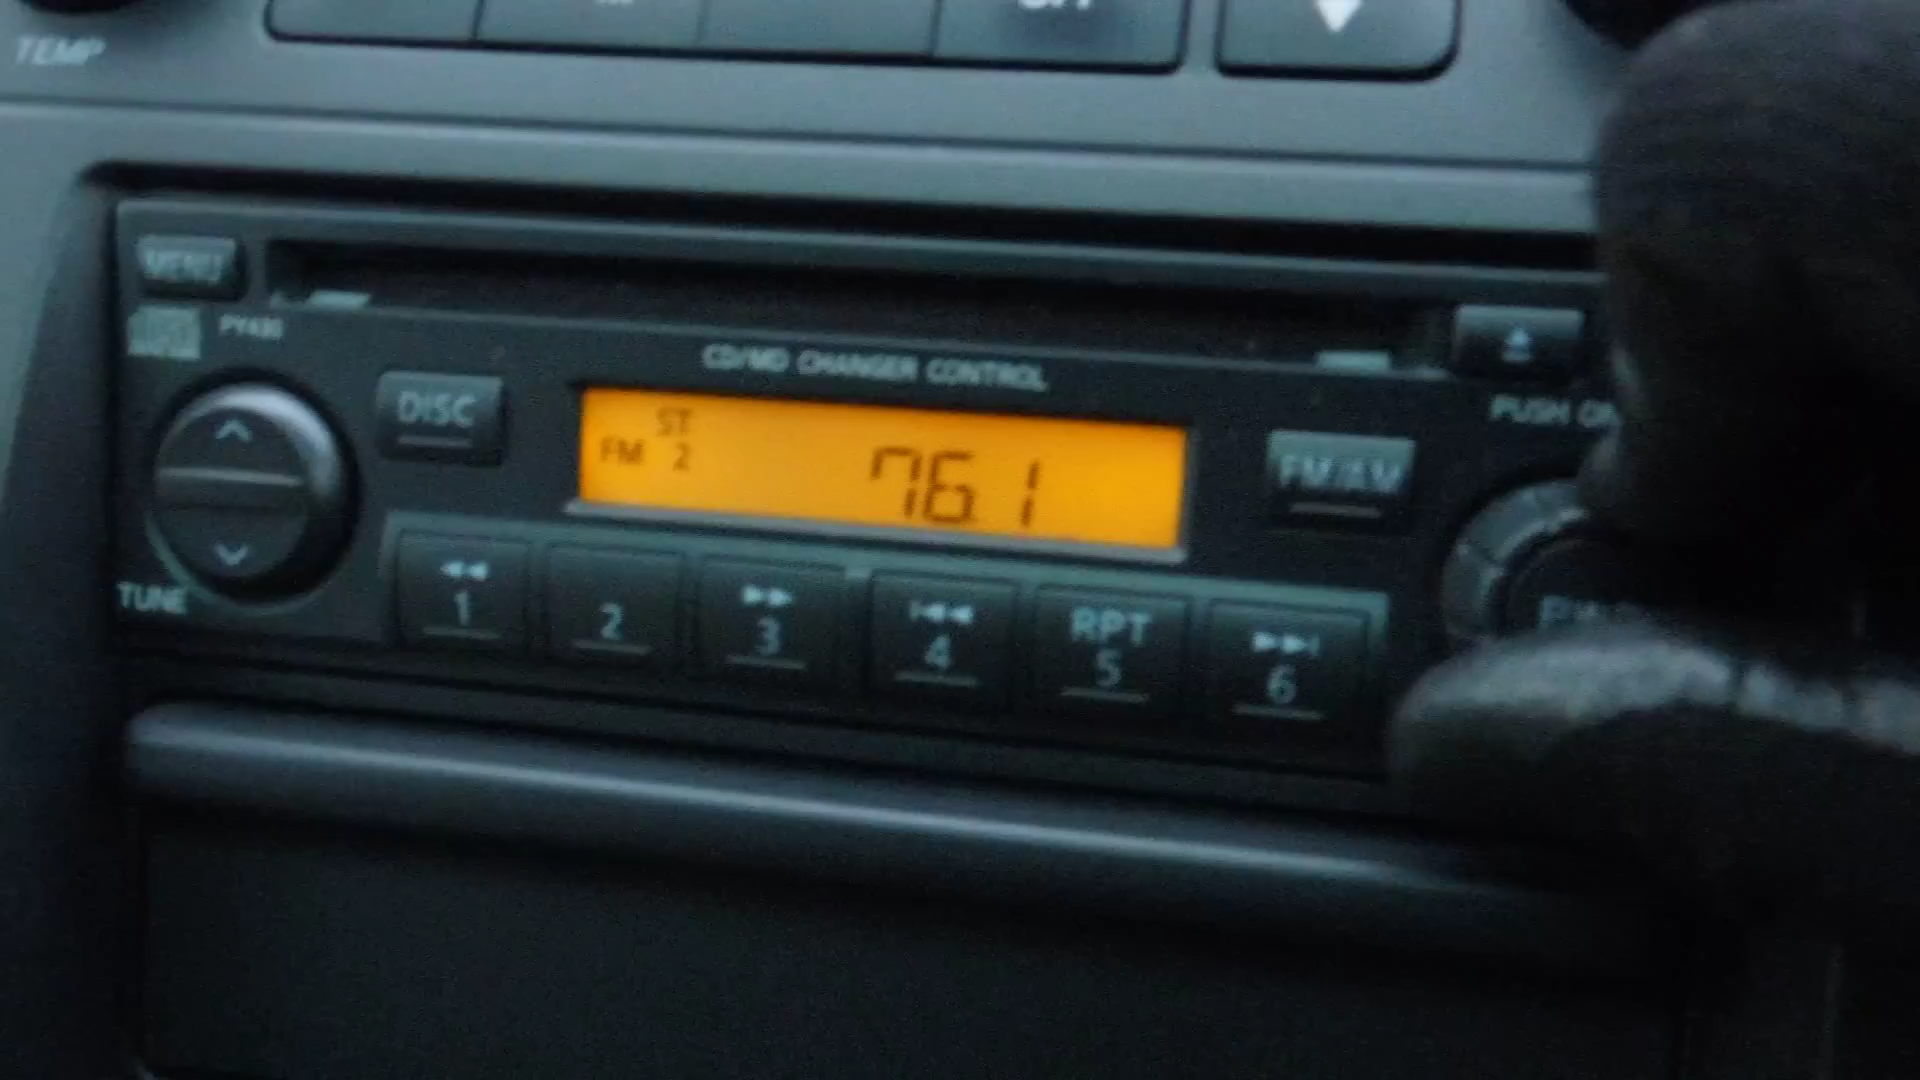 TEMP
MENU
CD/MD CHANGER CONTROL
DISC
ST
FM 2
76.1
FM/AM
PUSH
TUNE
1
2
3
4
RPT
5
6